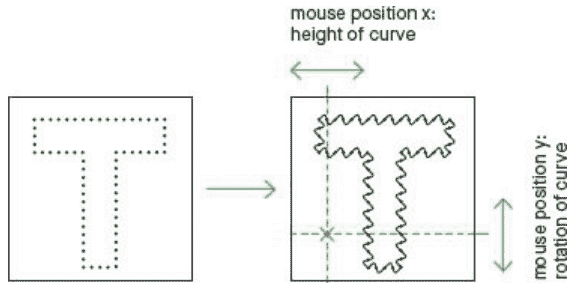 mouse position x:
height of curve
mouse position y:
rotation of curve